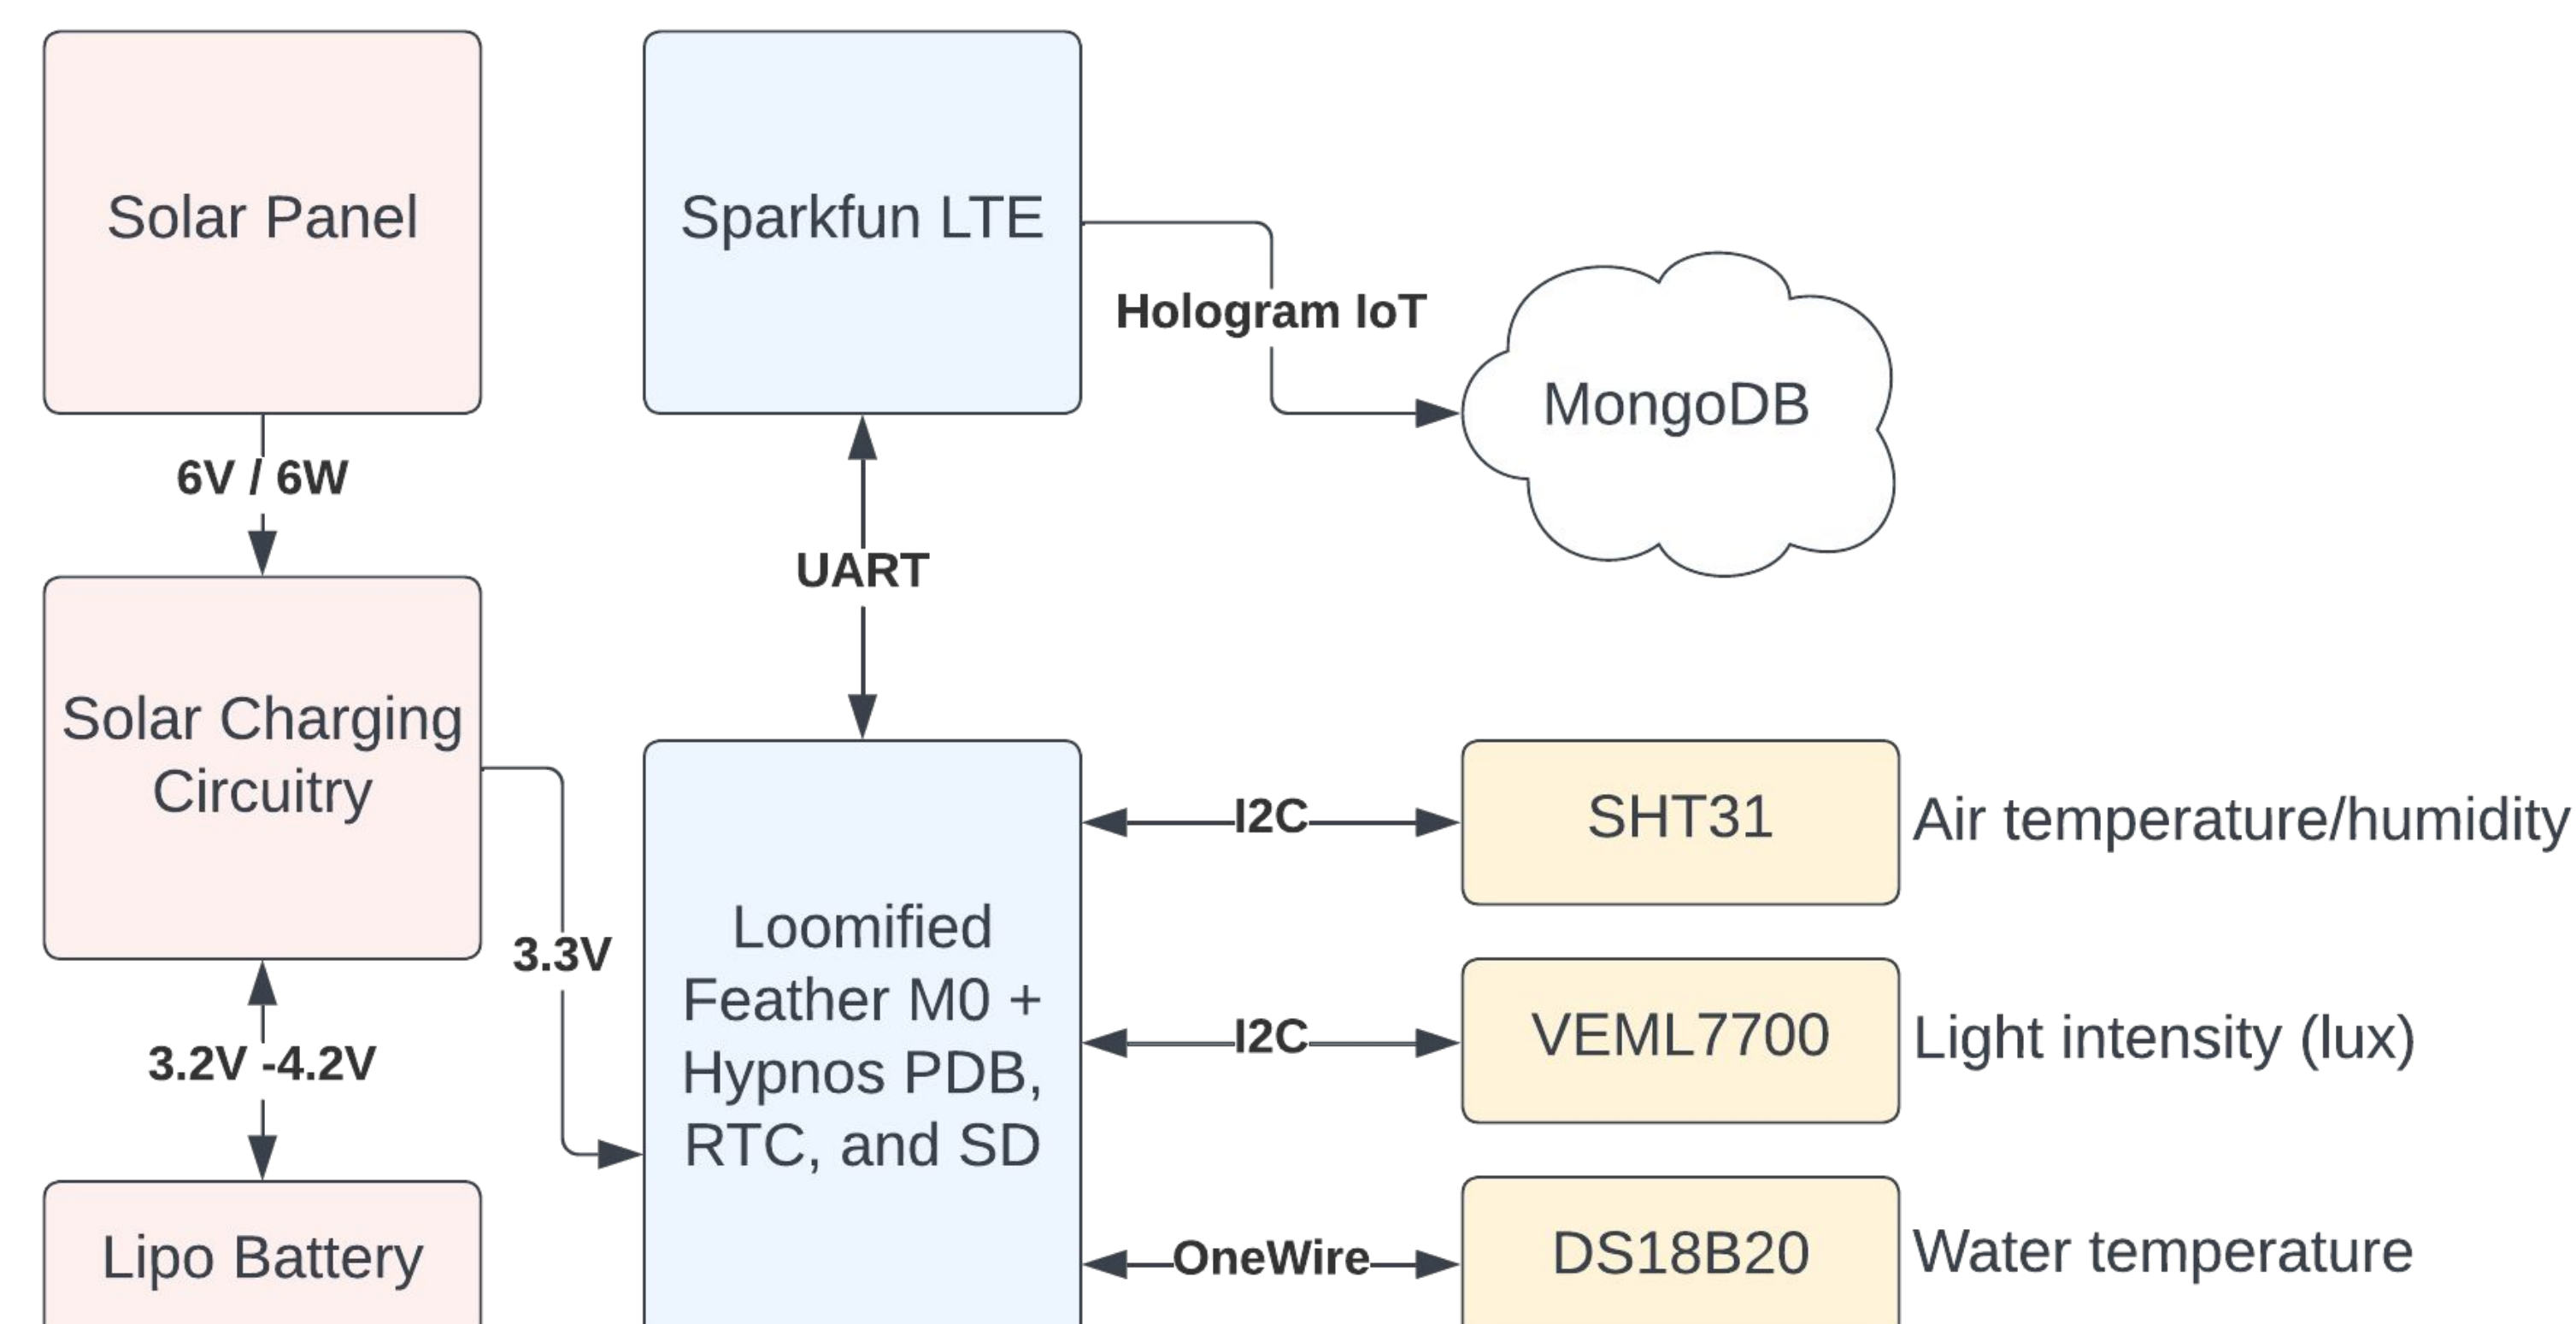 Solar Panel
6V / 6W
Solar Charging
Circuitry
3.2V -4.2V
Lipo Battery
3.3V
Sparkfun LTE
Hologram IoT
MongoDB
UART
Loomified
Feather M0 +
Hypnos PDB,
RTC, and SD
I2C
SHT31
Air temperature/humidity
I2C
VEML7700
Light intensity (lux)
OneWire
DS18B20
Water temperature